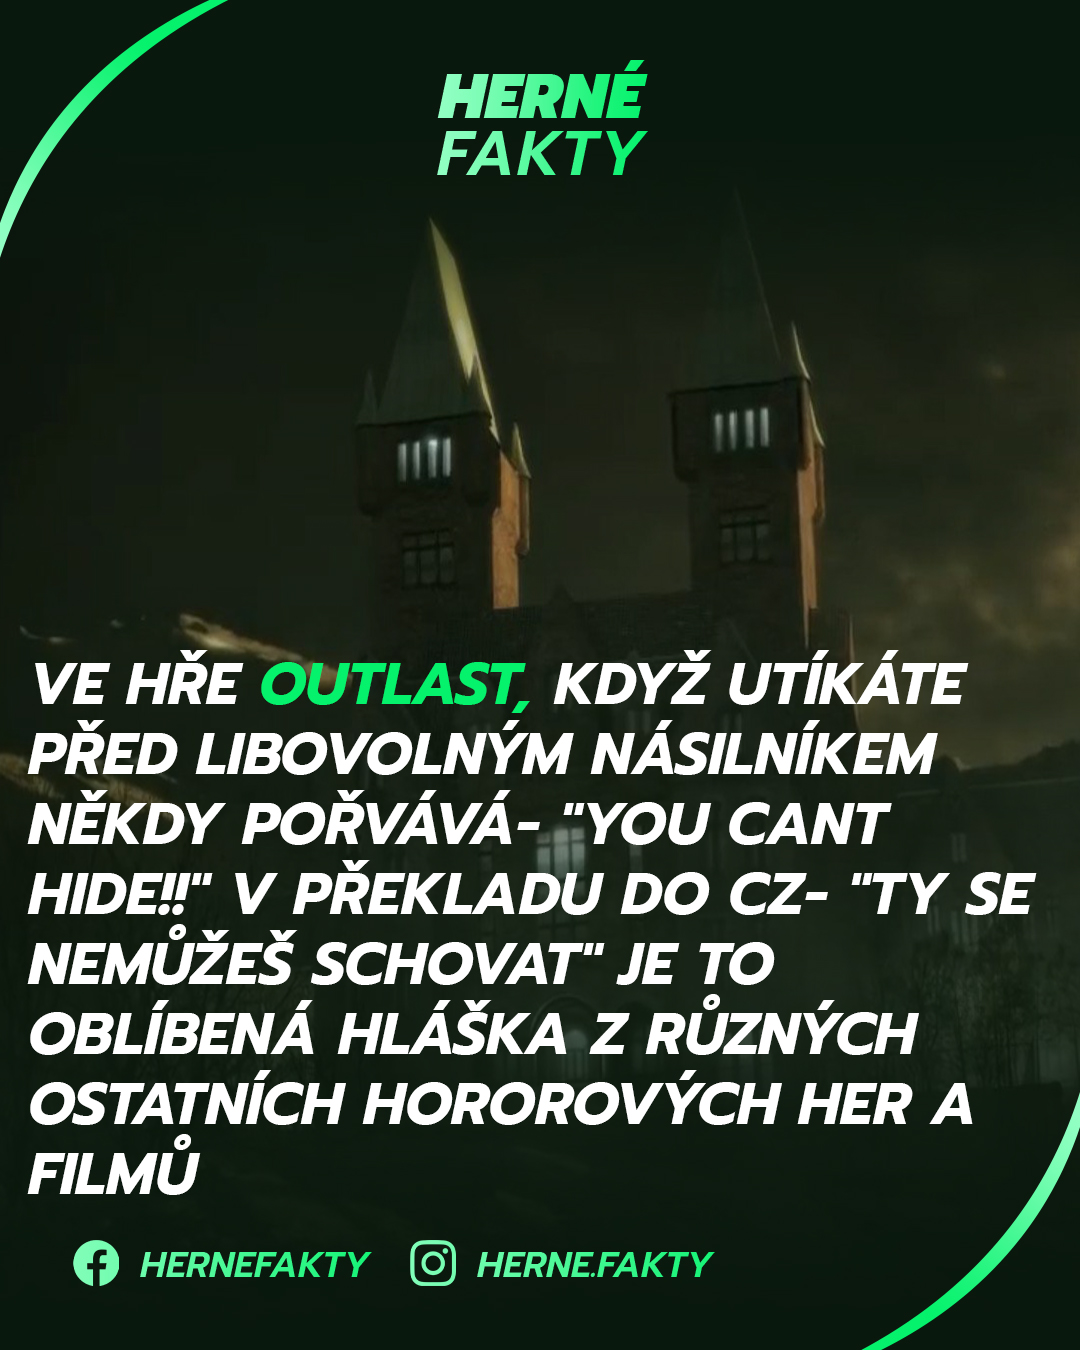 HERNÉ
FAKTY
VE HŘE OUTLAST, KDYŽ UTÍKÁTE
PŘED LIBOVOLNÝM NÁSILNÍKEM
NĚKDY POŘVÁVÁ- "YOU CANT
HIDE!!" V PŘEKLADU DO CZ- "TY SE
NEMŮŽEŠ SCHOVAT" JE TO
OBLÍBENÁ HLÁŠKA Z RŮZNÝCH
OSTATNÍCH HOROROVÝCH HER A
FILMŮ
HERNEFAKTY HERNE.FAKTY